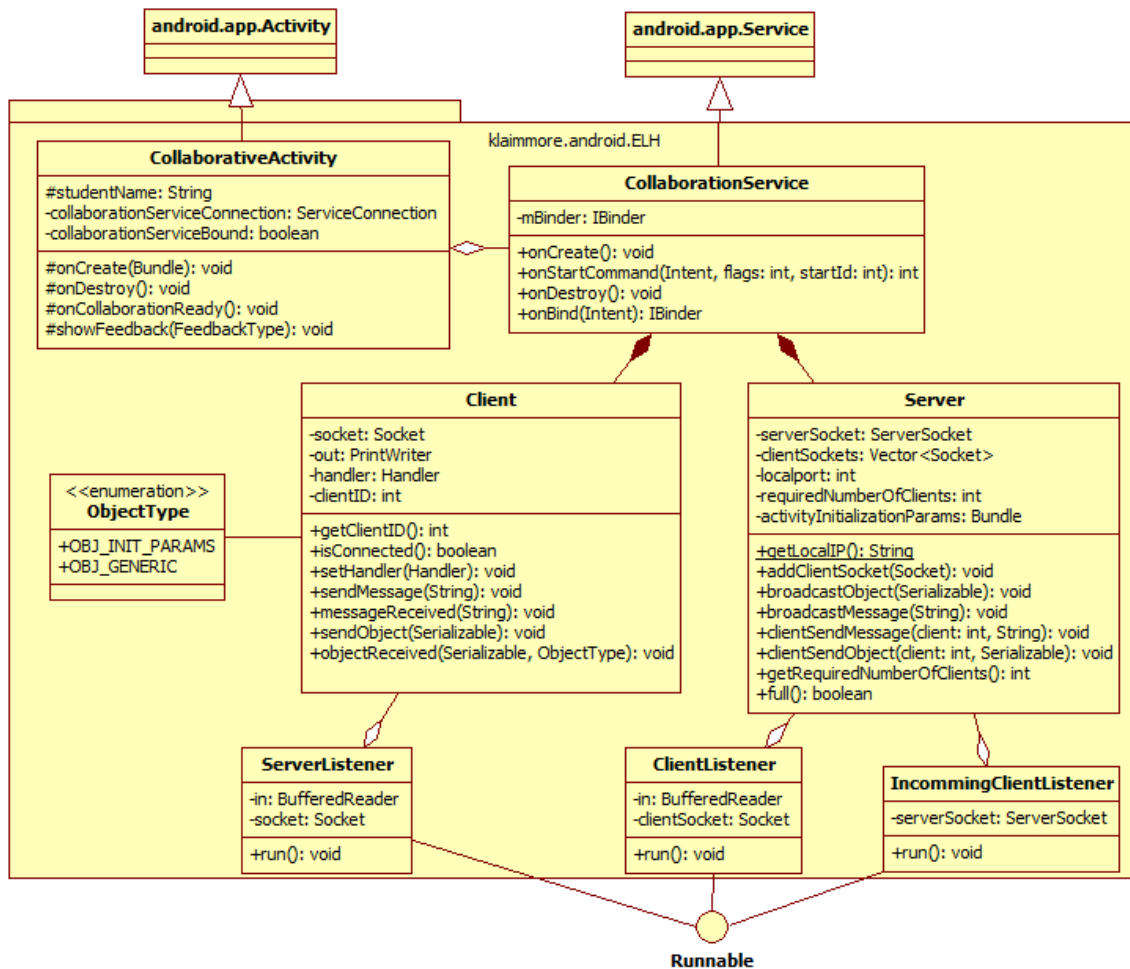 android.app.Activity
android.app.Service
klaimmore.android.ELH
CollaborativeActivity
#studentName: String
-collaborationServiceConnection: ServiceConnection
-collaborationServiceBound: boolean
#onCreate(Bundle): void
#onDestroy(): void
#onCollaborationReady(): void
#showFeedback(FeedbackType): void
CollaborationService
-mBinder: IBinder
+onCreate(): void
+onStartCommand(Intent, flags: int, startId: int): int
+onDestroy(): void
+onBind(Intent): IBinder
<<enumeration>>
ObjectType
+OBJ_INIT_PARAMS
+OBJ_GENERIC
Client
-socket: Socket
-out: PrintWriter
-handler: Handler
-clientID: int
+getClientID(): int
+isConnected(): boolean
+setHandler(Handler): void
+sendMessage(String): void
+messageReceived(String): void
+sendObject(Serializable): void
+objectReceived(Serializable, ObjectType): void
Server
-serverSocket: ServerSocket
-clientSockets: Vector<Socket>
-localport: int
-requiredNumberOfClients: int
-activityInitializationParams: Bundle
+getLocalIP(): String
+addClientSocket(Socket): void
+broadcastObject(Serializable): void
+broadcastMessage(String): void
+clientSendMessage(client: int, String): void
+clientSendObject(client: int, Serializable): void
+getRequiredNumberOfClients(): int
+full(): boolean
ServerListener
-in: BufferedReader
-socket: Socket
+run(): void
ClientListener
-in: BufferedReader
-clientSocket: Socket
+run(): void
IncommingClientListener
-serverSocket: ServerSocket
+run(): void
Runnable